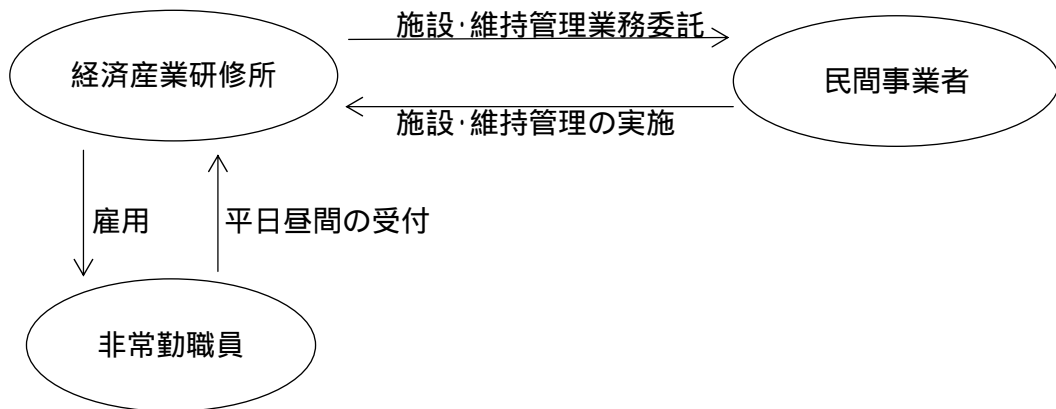 施設・維持管理業務委託
経済産業研修所
民間事業者
施設・維持管理の実施
雇用
平日昼間の受付
非常勤職員